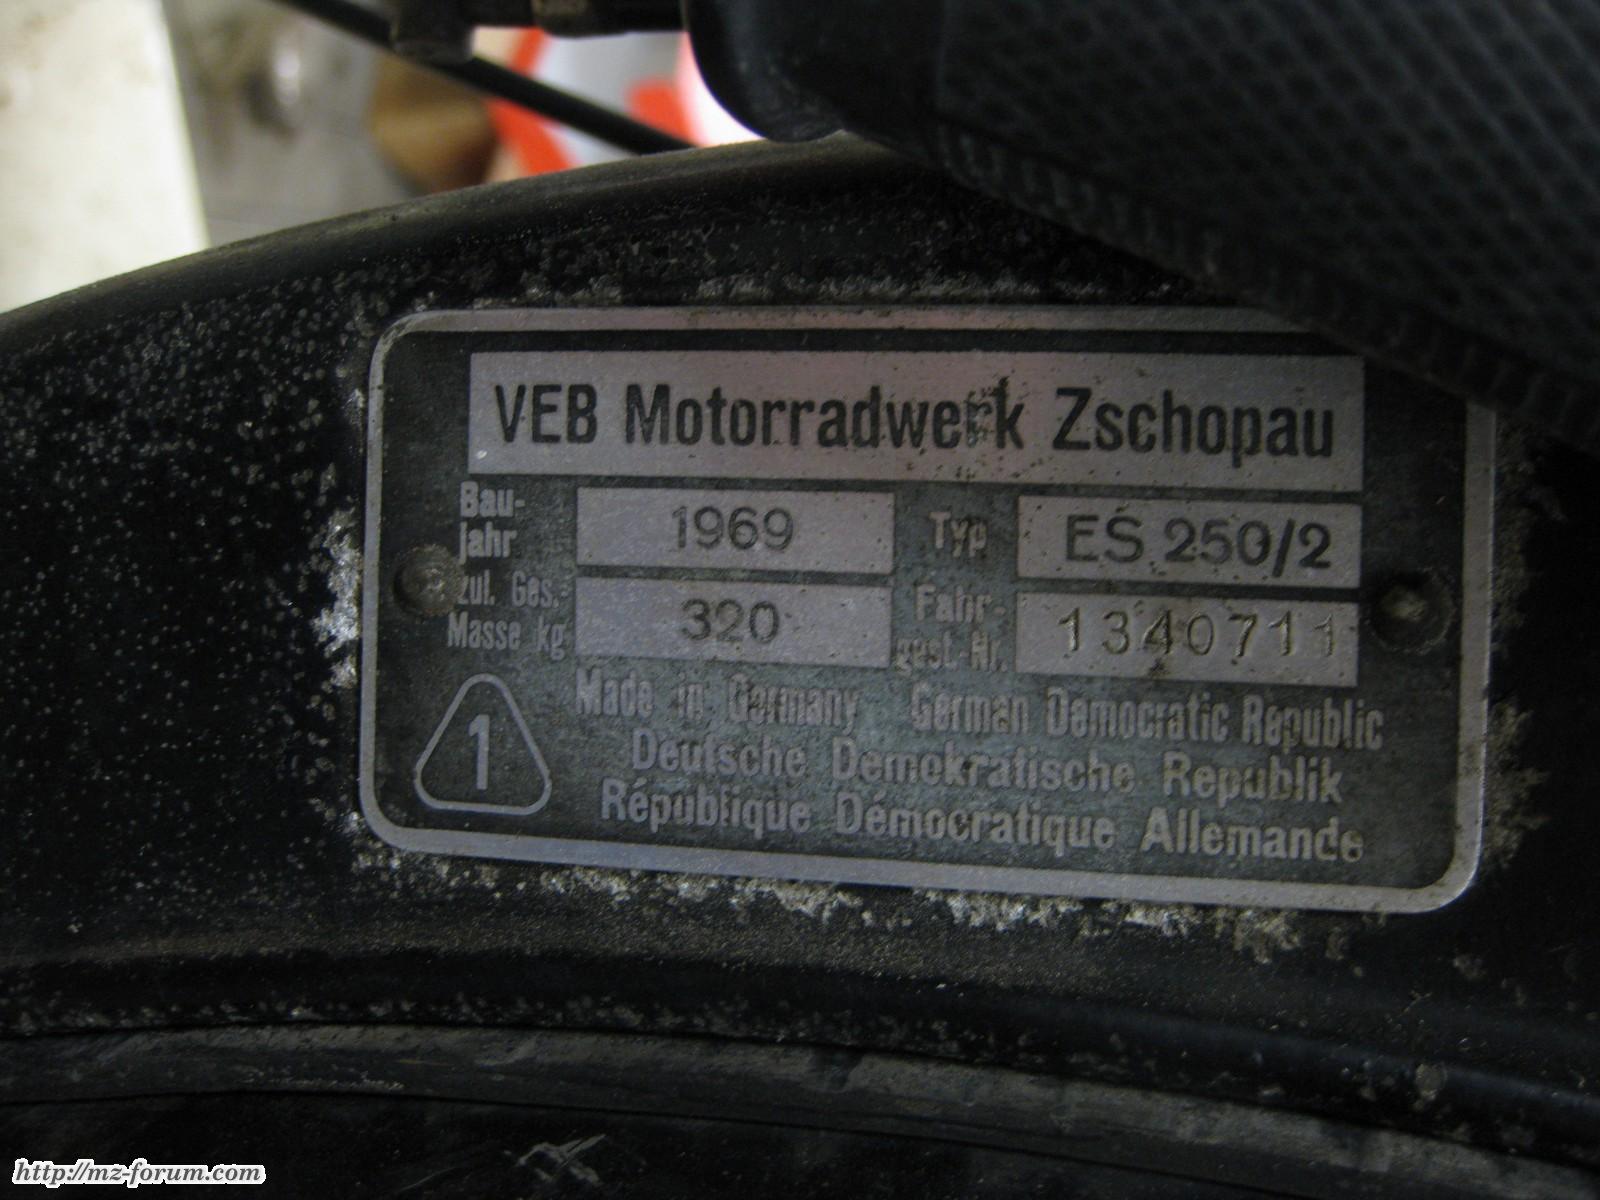 VEB Motorradwerk Zschopau
Bau-
jahr
1969
Typ
ES 250/2
zul. Ges.-
Masse kg
320
Fahr-
gest.-Nr.
1340711
1
Made in Germany German Democratic Republic
Deutsche Demokratische Republik
République Démocratique Allemande
http://mz-forum.com